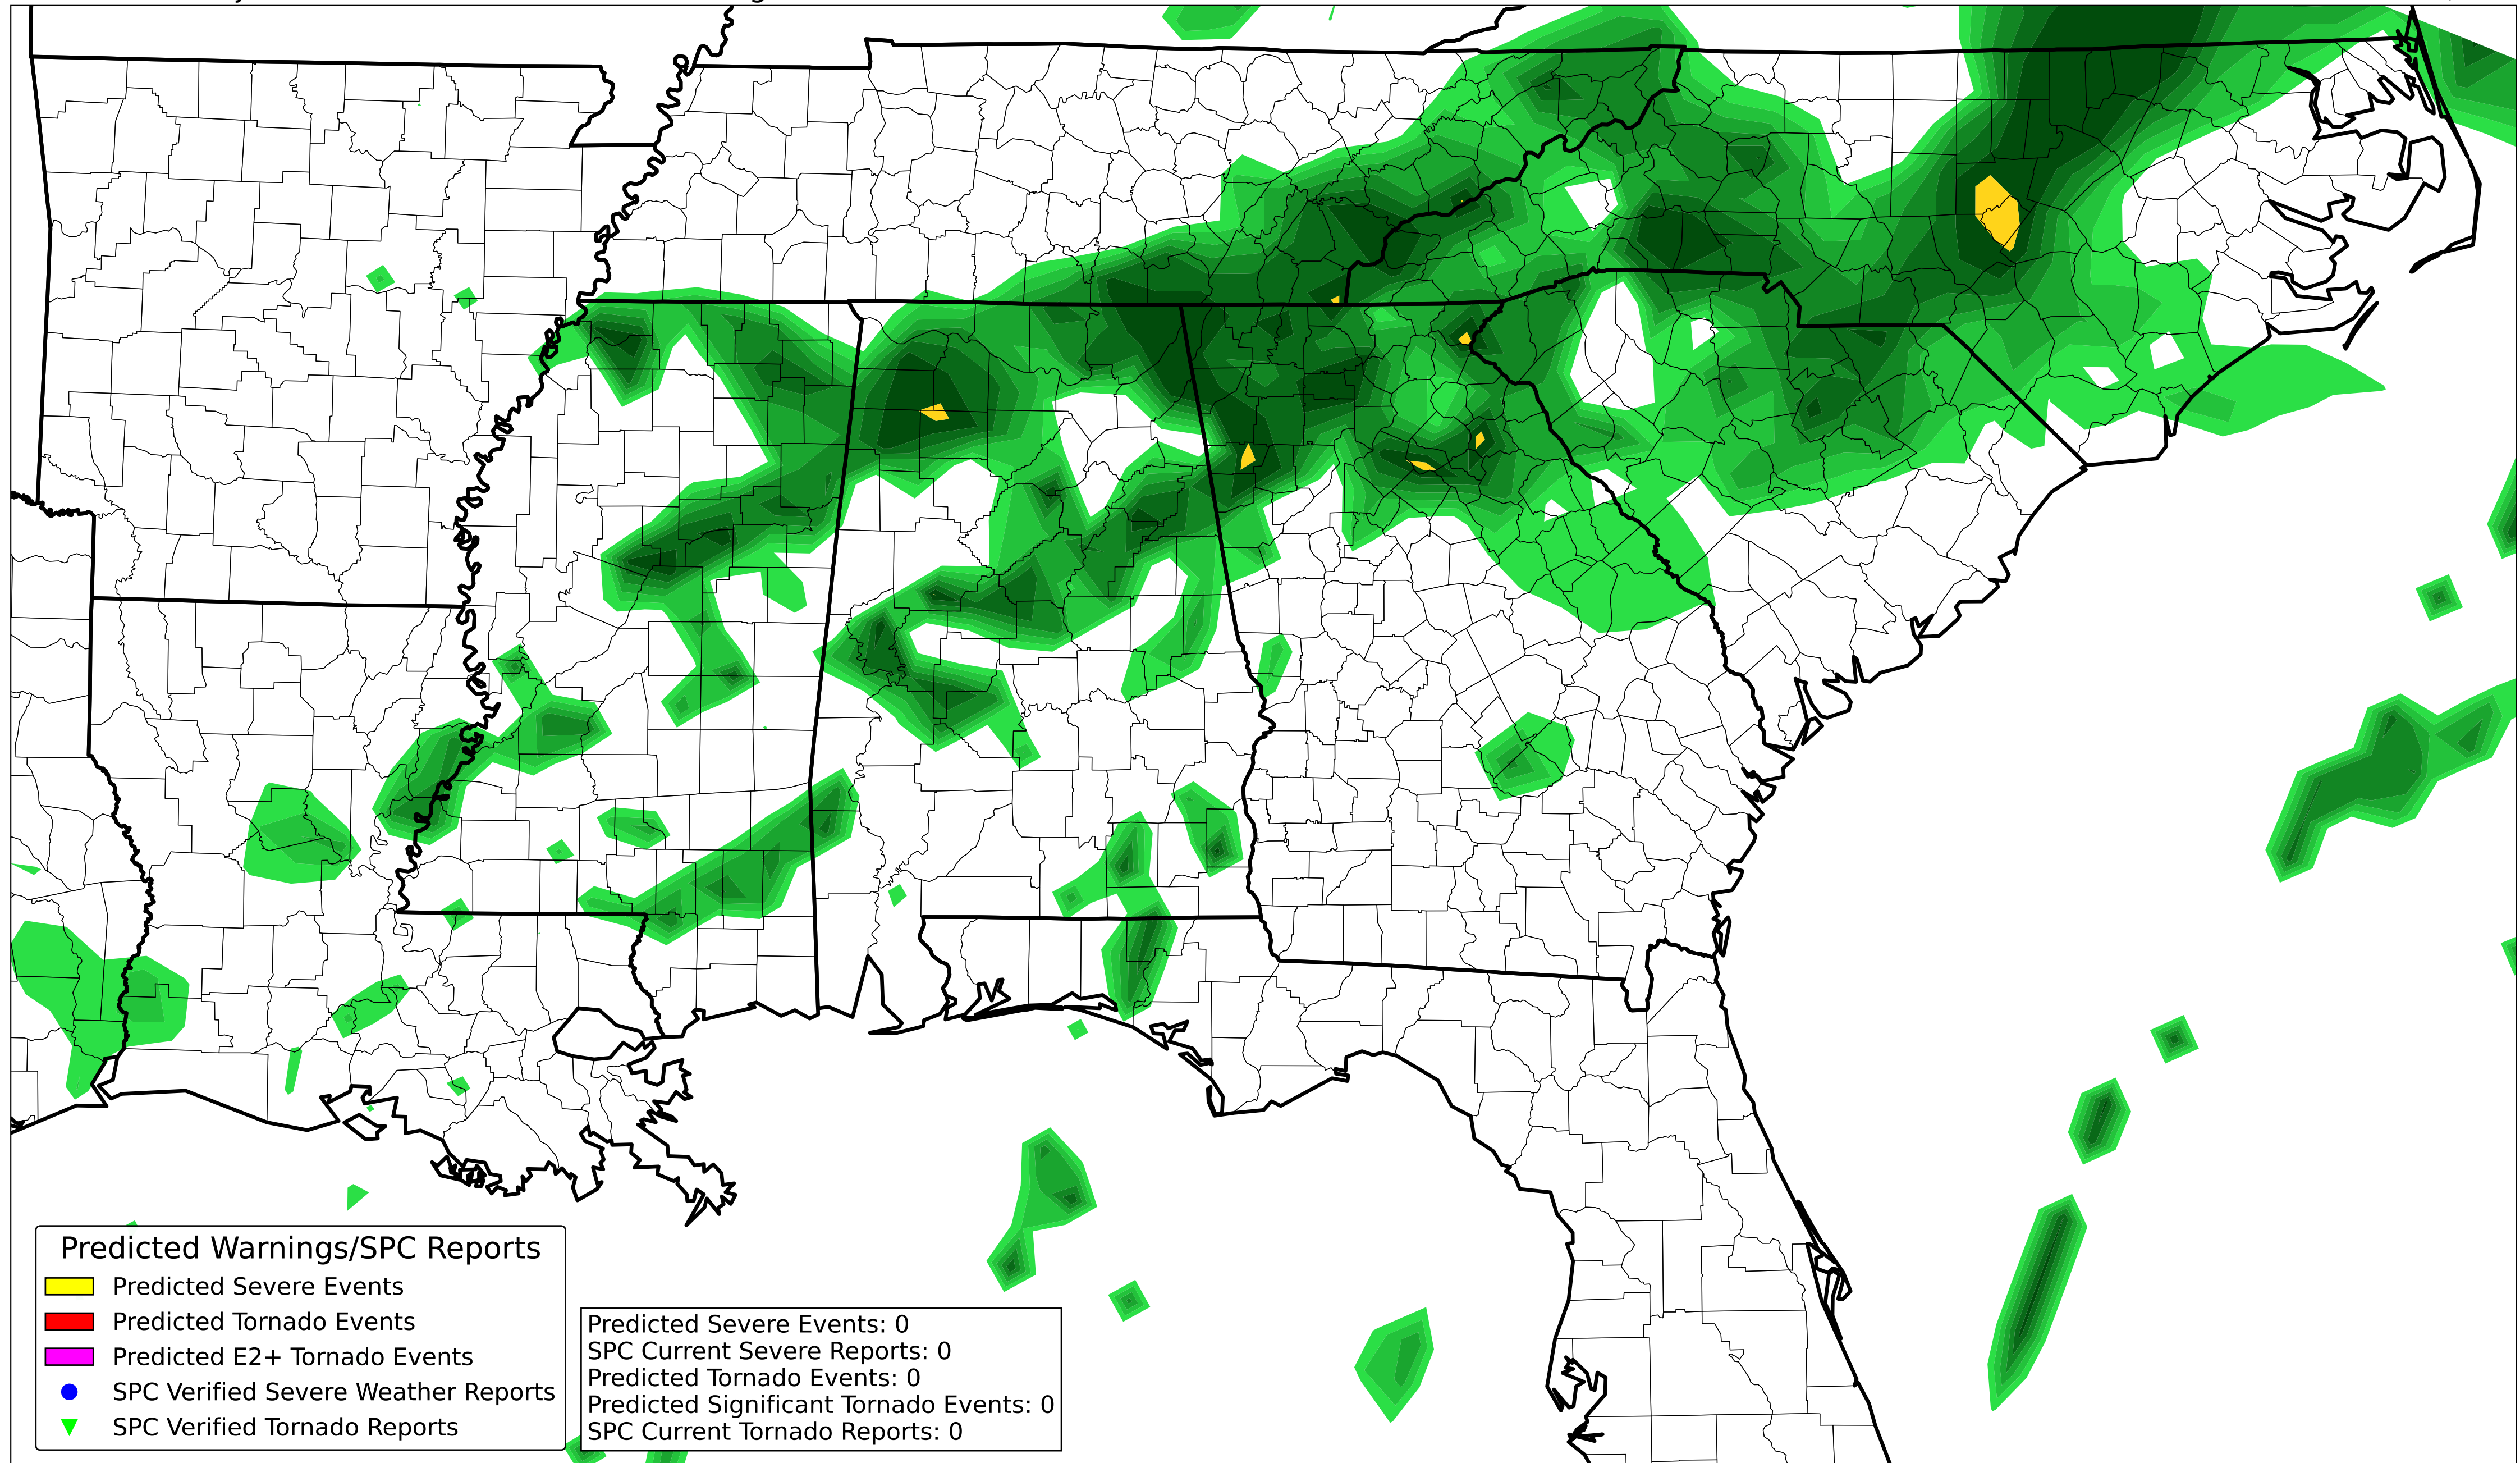 Predicted Warnings/SPC Reports
Predicted Severe Events
Predicted Tornado Events
Predicted E2+ Tornado Events
SPC Verified Severe Weather Reports
SPC Verified Tornado Reports
Predicted Severe Events: 0
SPC Current Severe Reports: 0
Predicted Tornado Events: 0
Predicted Significant Tornado Events: 0
SPC Current Tornado Reports: 0